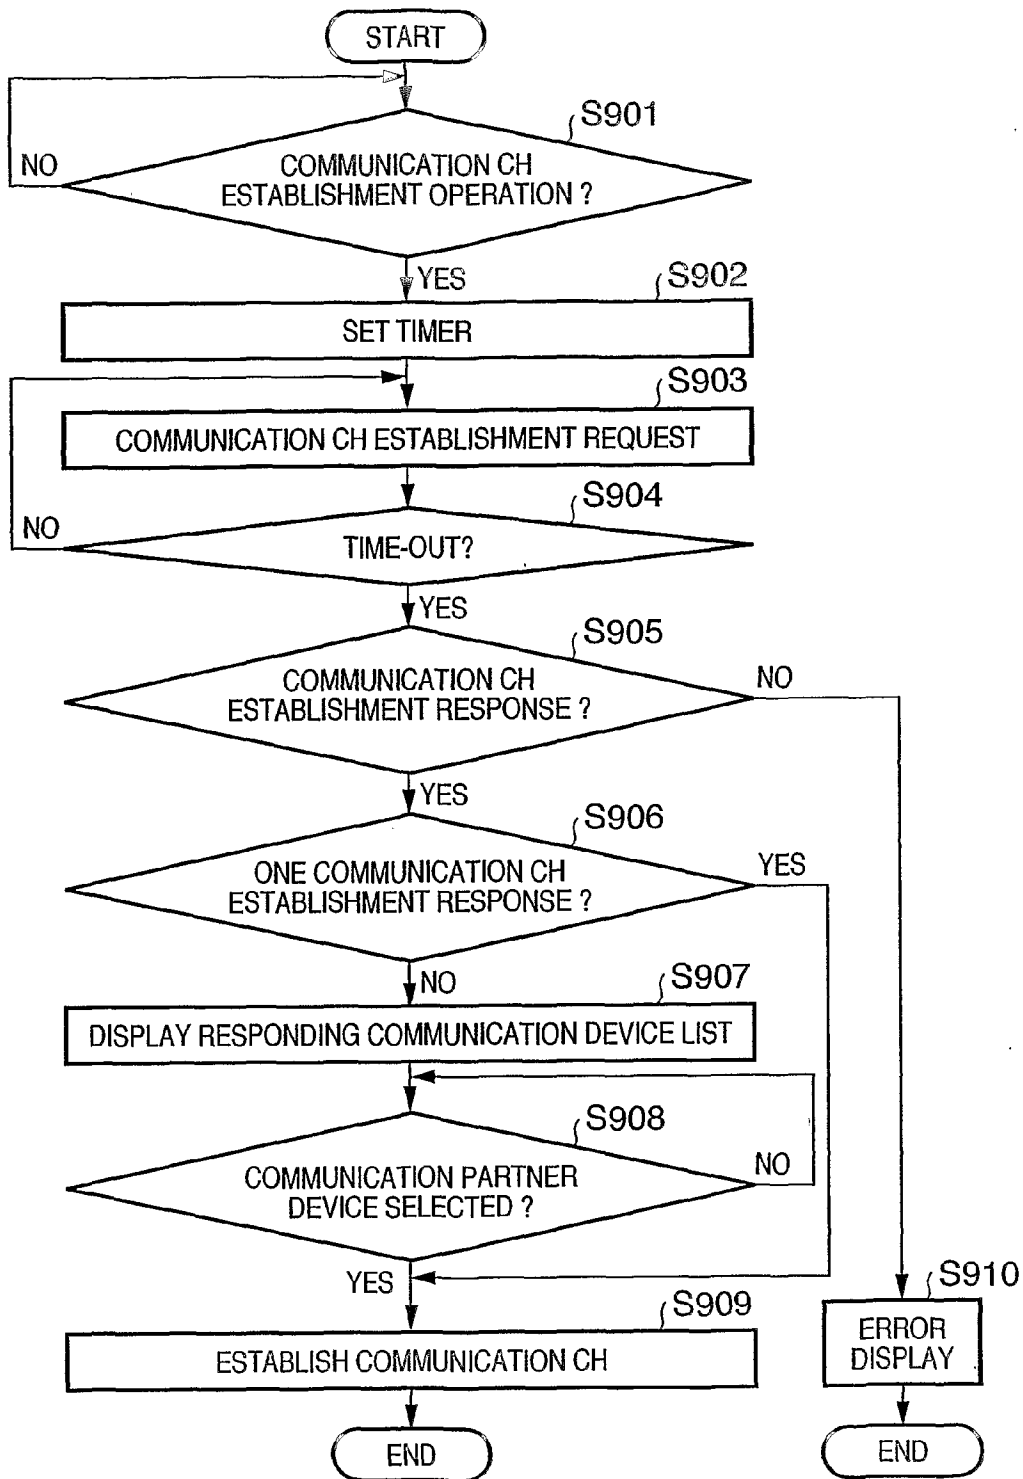 START
S901
NO
COMMUNICATION CH
ESTABLISHMENT OPERATION ?
YES
S902
SET TIMER
S903
COMMUNICATION CH ESTABLISHMENT REQUEST
S904
NO
TIME-OUT?
YES
S905
COMMUNICATION CH
ESTABLISHMENT RESPONSE ?
NO
YES
S906
ONE COMMUNICATION CH
ESTABLISHMENT RESPONSE ?
YES
NO
S907
DISPLAY RESPONDING COMMUNICATION DEVICE LIST
S908
COMMUNICATION PARTNER
DEVICE SELECTED ?
NO
YES
S909
ESTABLISH COMMUNICATION CH
END
S910
ERROR
DISPLAY
END